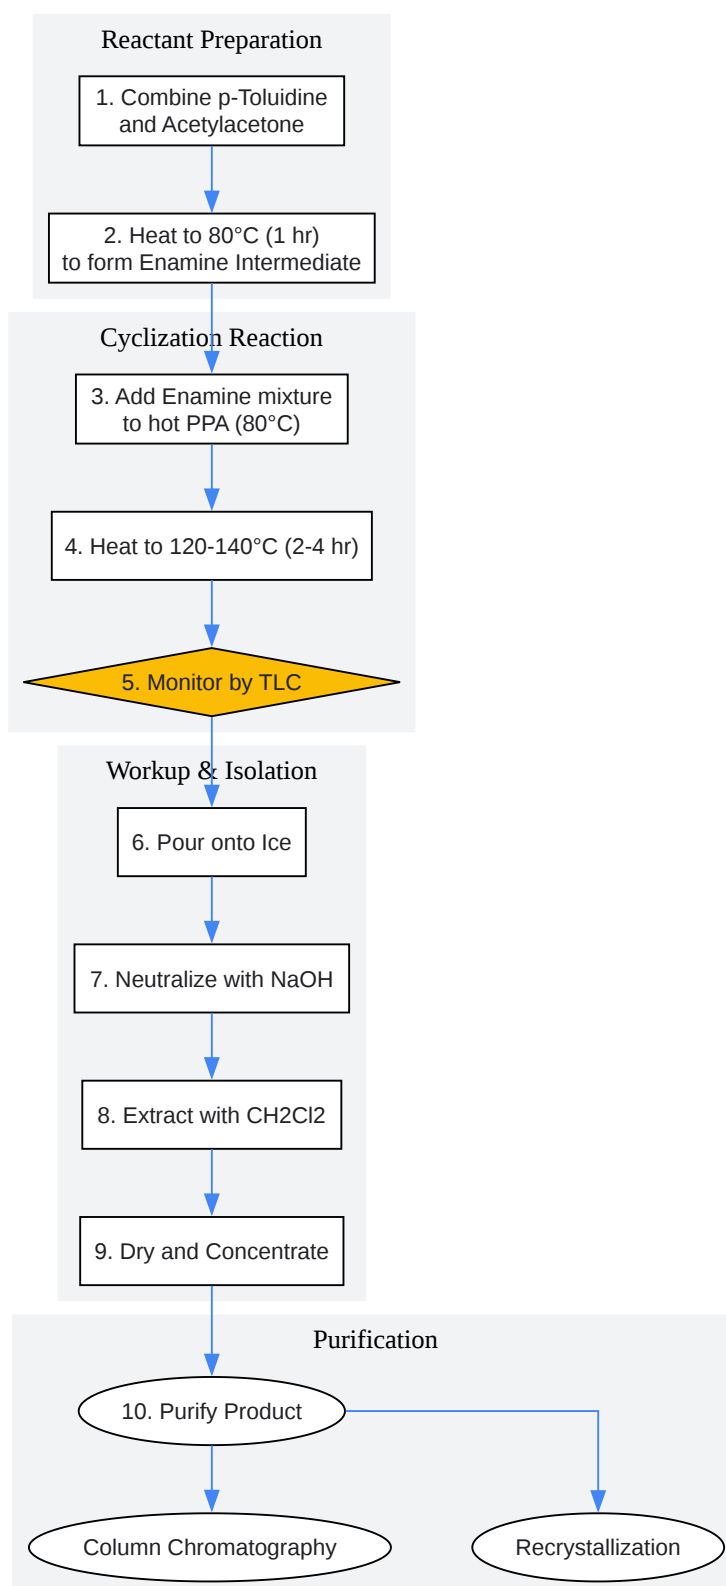 Reactant Preparation
1. Combine p-Toluidine
and Acetylacetone
2. Heat to 80°C (1 hr)
to form Enamine Intermediate
Cyclization Reaction
3. Add Enamine mixture
to hot PPA (80°C)
4. Heat to 120-140°C (2-4 hr)
5. Monitor by TLC
Workup & Isolation
6. Pour onto Ice
7. Neutralize with NaOH
8. Extract with CH2Cl2
9. Dry and Concentrate
Purification
10. Purify Product
Column Chromatography
Recrystallization